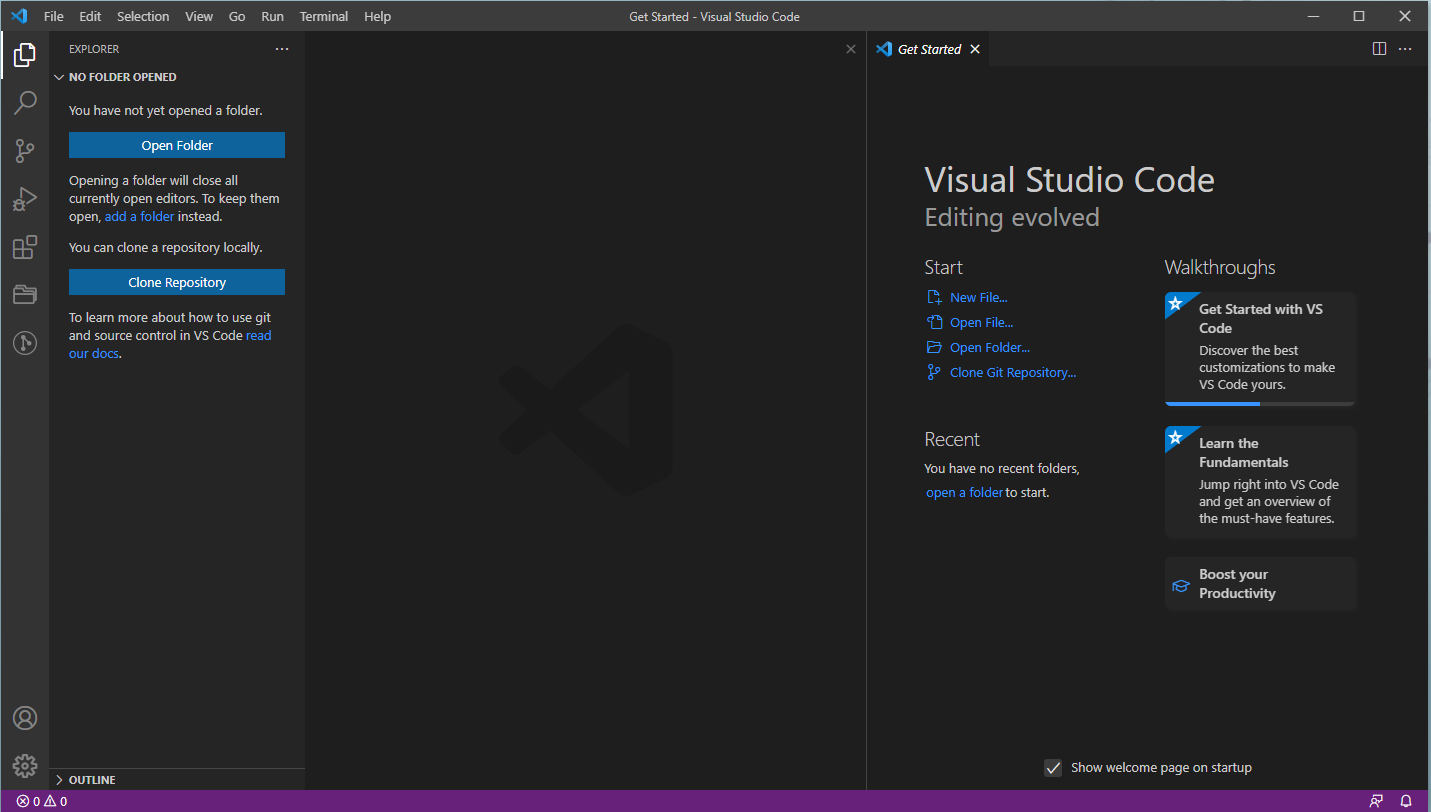 File Edit Selection View Go Run Terminal Help
Get Started - Visual Studio Code
EXPLORER
NO FOLDER OPENED
You have not yet opened a folder.
Open Folder
Opening a folder will close all
currently open editors. To keep them
open, add a folder instead.
You can clone a repository locally.
Clone Repository
To learn more about how to use git
and source control in VS Code read
our docs.
OUTLINE
Get Started
Visual Studio Code
Editing evolved
Start
New File...
Open File...
Open Folder...
Clone Git Repository...
Recent
You have no recent folders,
open a folder to start.
Walkthroughs
Get Started with VS
Code
Discover the best
customizations to make
VS Code yours.
Learn the
Fundamentals
Jump right into VS Code
and get an overview of
the must-have features.
Boost your
Productivity
Show welcome page on startup
0 0